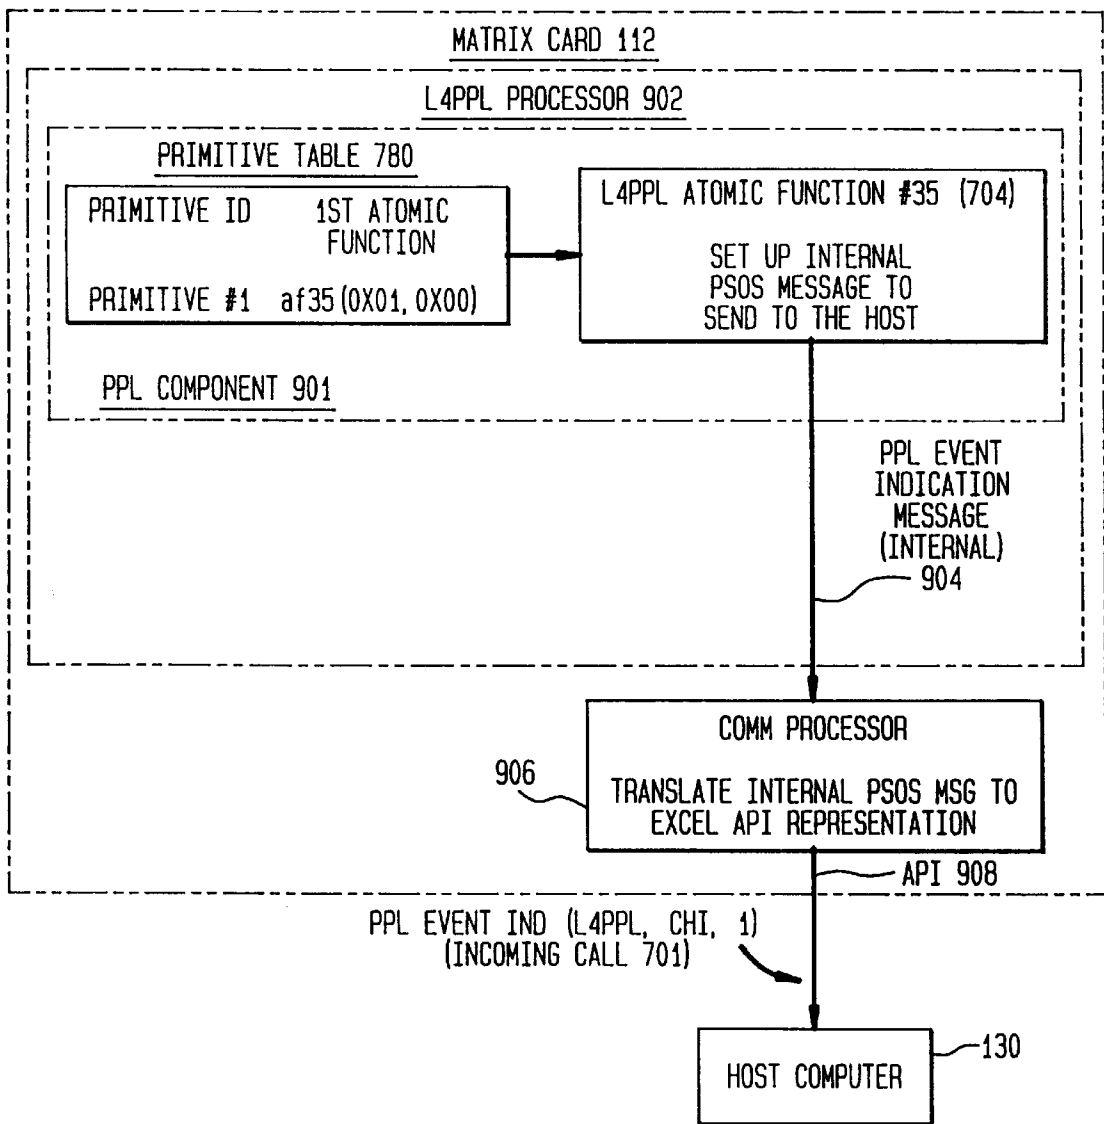 MATRIX CARD 112
L4PPL PROCESSOR 902
PRIMITIVE TABLE 780
PRIMITIVE ID 1ST ATOMIC
FUNCTION
PRIMITIVE #1 af35(0X01, 0X00)
L4PPL ATOMIC FUNCTION #35 (704)
SET UP INTERNAL
PSOS MESSAGE TO
SEND TO THE HOST
PPL COMPONENT 901
PPL EVENT
INDICATION
MESSAGE
(INTERNAL)
904
COMM PROCESSOR
906
TRANSLATE INTERNAL PSOS MSG TO
EXCEL API REPRESENTATION
API 908
PPL EVENT IND (L4PPL, CHI, 1)
(INCOMING CALL 701)
130
HOST COMPUTER